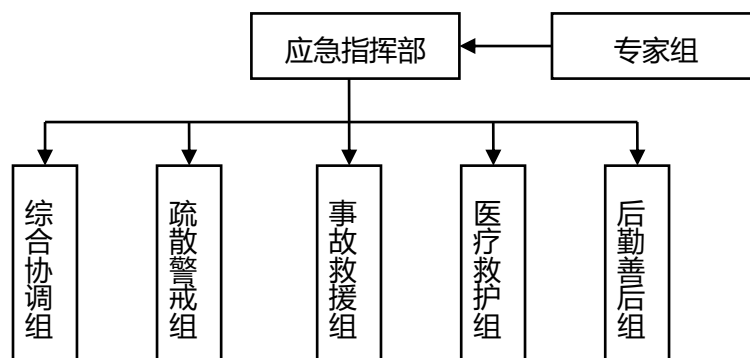 应急指挥部
专家组
综合协调组
疏散警戒组
事故救援组
医疗救护组
后勤善后组